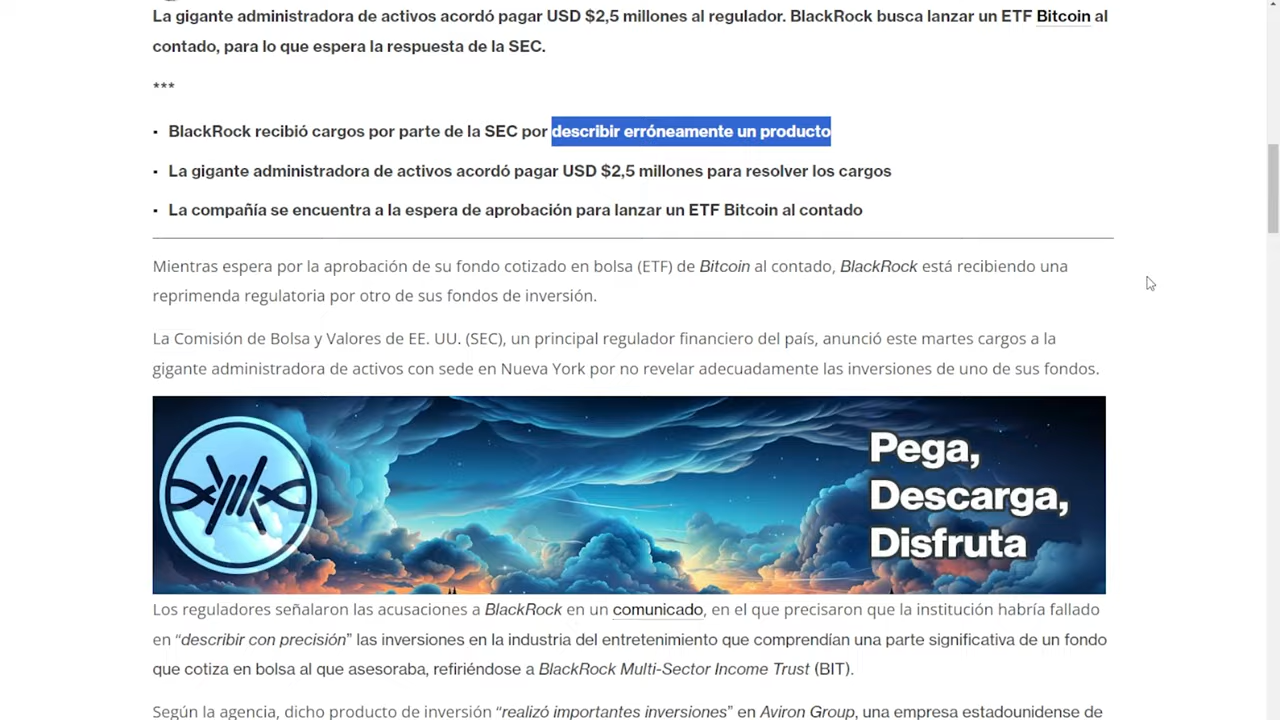 La gigante administradora de activos acordó pagar USD $2,5 millones al regulador. BlackRock busca lanzar un ETF Bitcoin al
contado, para lo que espera la respuesta de la SEC.
***
▪ BlackRock recibió cargos por parte de la SEC por describir erróneamente un producto
▪ La gigante administradora de activos acordó pagar USD $2,5 millones para resolver los cargos
▪ La compañía se encuentra a la espera de aprobación para lanzar un ETF Bitcoin al contado
Mientras espera por la aprobación de su fondo cotizado en bolsa (ETF) de Bitcoin al contado, BlackRock está recibiendo una
reprimenda regulatoria por otro de sus fondos de inversión.
La Comisión de Bolsa y Valores de EE. UU. (SEC), un principal regulador financiero del país, anunció este martes cargos a la
gigante administradora de activos con sede en Nueva York por no revelar adecuadamente las inversiones de uno de sus fondos.
Pega,
Descarga,
Disfruta
Los reguladores señalaron las acusaciones a BlackRock en un comunicado, en el que precisaron que la institución habría fallado
en “describir con precisión” las inversiones en la industria del entretenimiento que comprendían una parte significativa de un fondo
que cotiza en bolsa al que asesoraba, refiriéndose a BlackRock Multi-Sector Income Trust (BIT).
Según la agencia, dicho producto de inversión “realizó importantes inversiones” en Aviron Group, una empresa estadounidense de